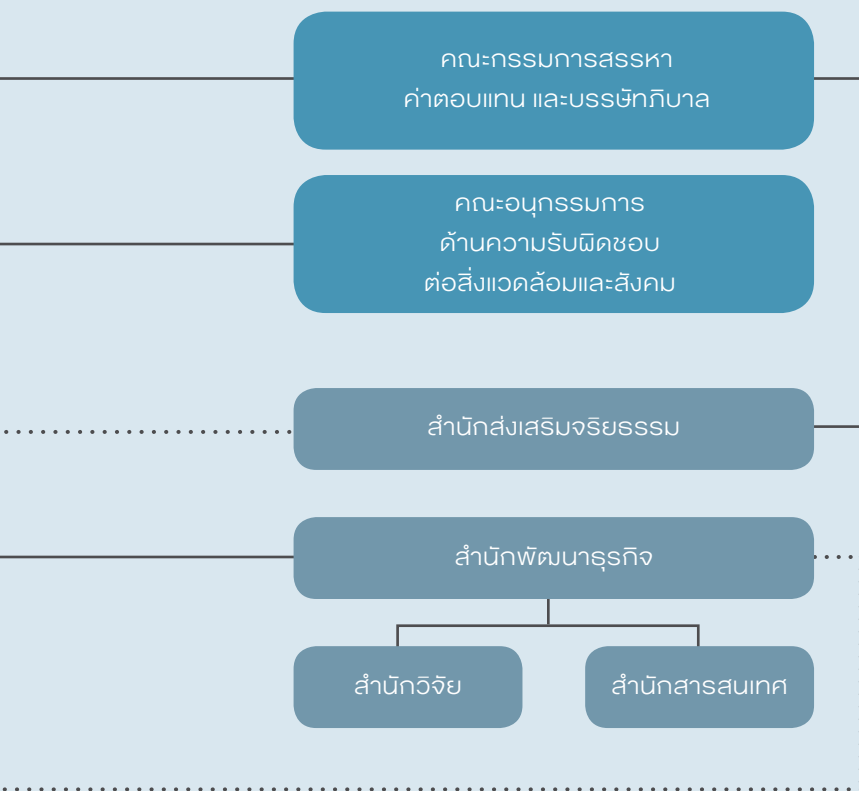 คณะกรรมการสรรหา
ค่าตอบแทน และบรรษัทภิบาล
คณะอนุกรรมการ
ด้านความรับผิดชอบ
ต่อสิ่งแวดล้อมและสังคม
สำนักส่งเสริมจริยธรรม
สำนักพัฒนาธุรกิจ
สำนักวิจัย
สำนักสารสนเทศ